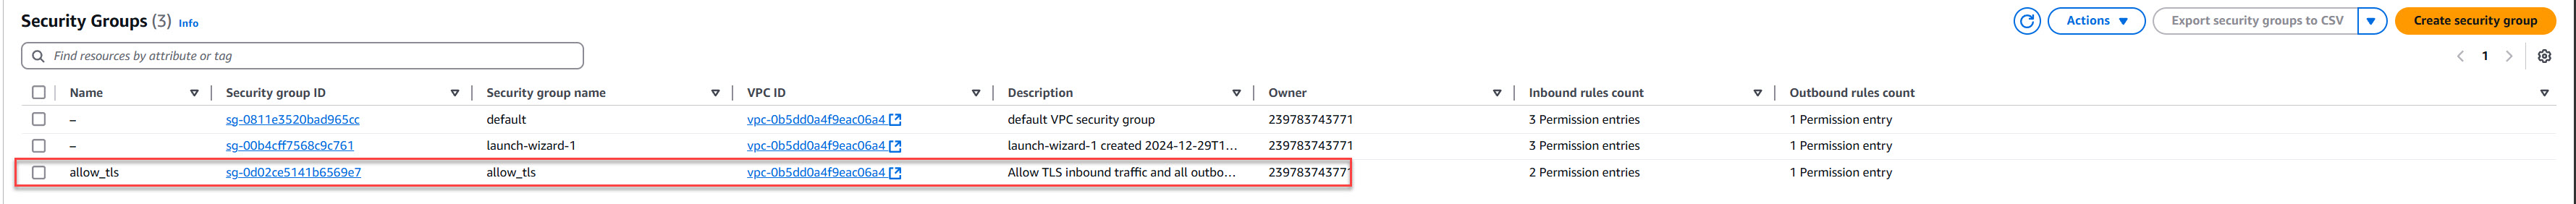 Security Groups (3) Info
Actions
Export security groups to CSV
Create security group
Find resources by attribute or tag
1
Name Security group ID Security group name VPC ID Description Owner Inbound rules count Outbound rules count
– sg-0811e3520bad965cc default vpc-0b5dd0a4f9eac06a4 default VPC security group 239783743771 3 Permission entries 1 Permission entry
– sg-00b4cff7568c9c761 launch-wizard-1 vpc-0b5dd0a4f9eac06a4 launch-wizard-1 created 2024-12-29T1... 239783743771 3 Permission entries 1 Permission entry
allow_tls sg-0d02ce5141b6569e7 allow_tls vpc-0b5dd0a4f9eac06a4 Allow TLS inbound traffic and all outbo... 239783743771 2 Permission entries 1 Permission entry